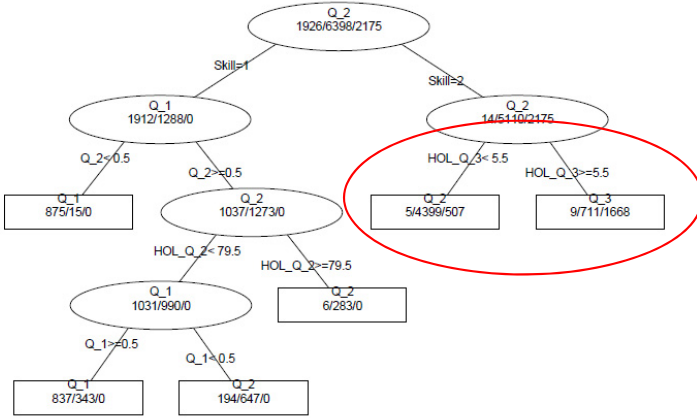 Q_2
1926/6398/2175
Skill=1
Skill=2
Q_1
1912/1288/0
Q_2
14/5110/2175
Q_2< 0.5
Q_2>=0.5
HOL_Q_3< 5.5
HOL_Q_3>=5.5
Q_1
875/15/0
Q_2
1037/1273/0
Q_2
5/4399/507
Q_3
9/711/1668
HOL_Q_2< 79.5
HOL_Q_2>=79.5
Q_1
1031/990/0
Q_2
6/283/0
Q_1>=0.5
Q_1< 0.5
Q_1
837/343/0
Q_2
194/647/0